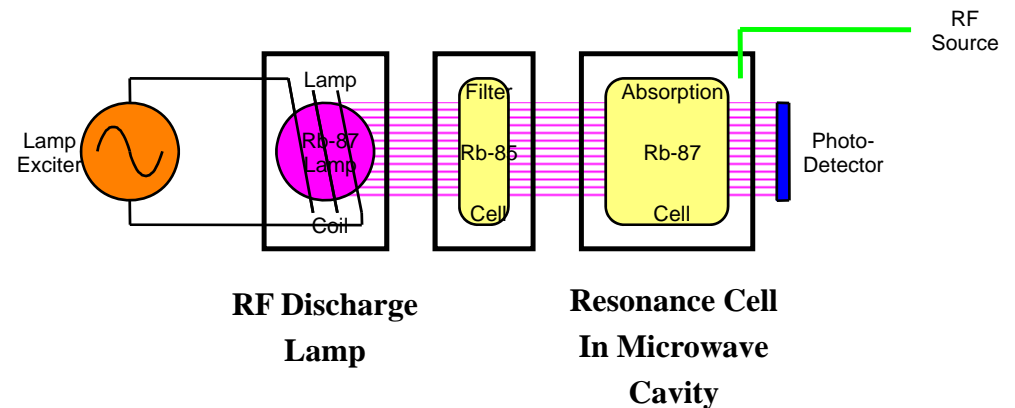 RF
Source
Lamp
Exciter
Lamp
Rb-87
Lamp
Coil
Filter
Rb-85
Cell
Absorption
Rb-87
Cell
Photo-
Detector
RF Discharge
Lamp
Resonance Cell
In Microwave
Cavity